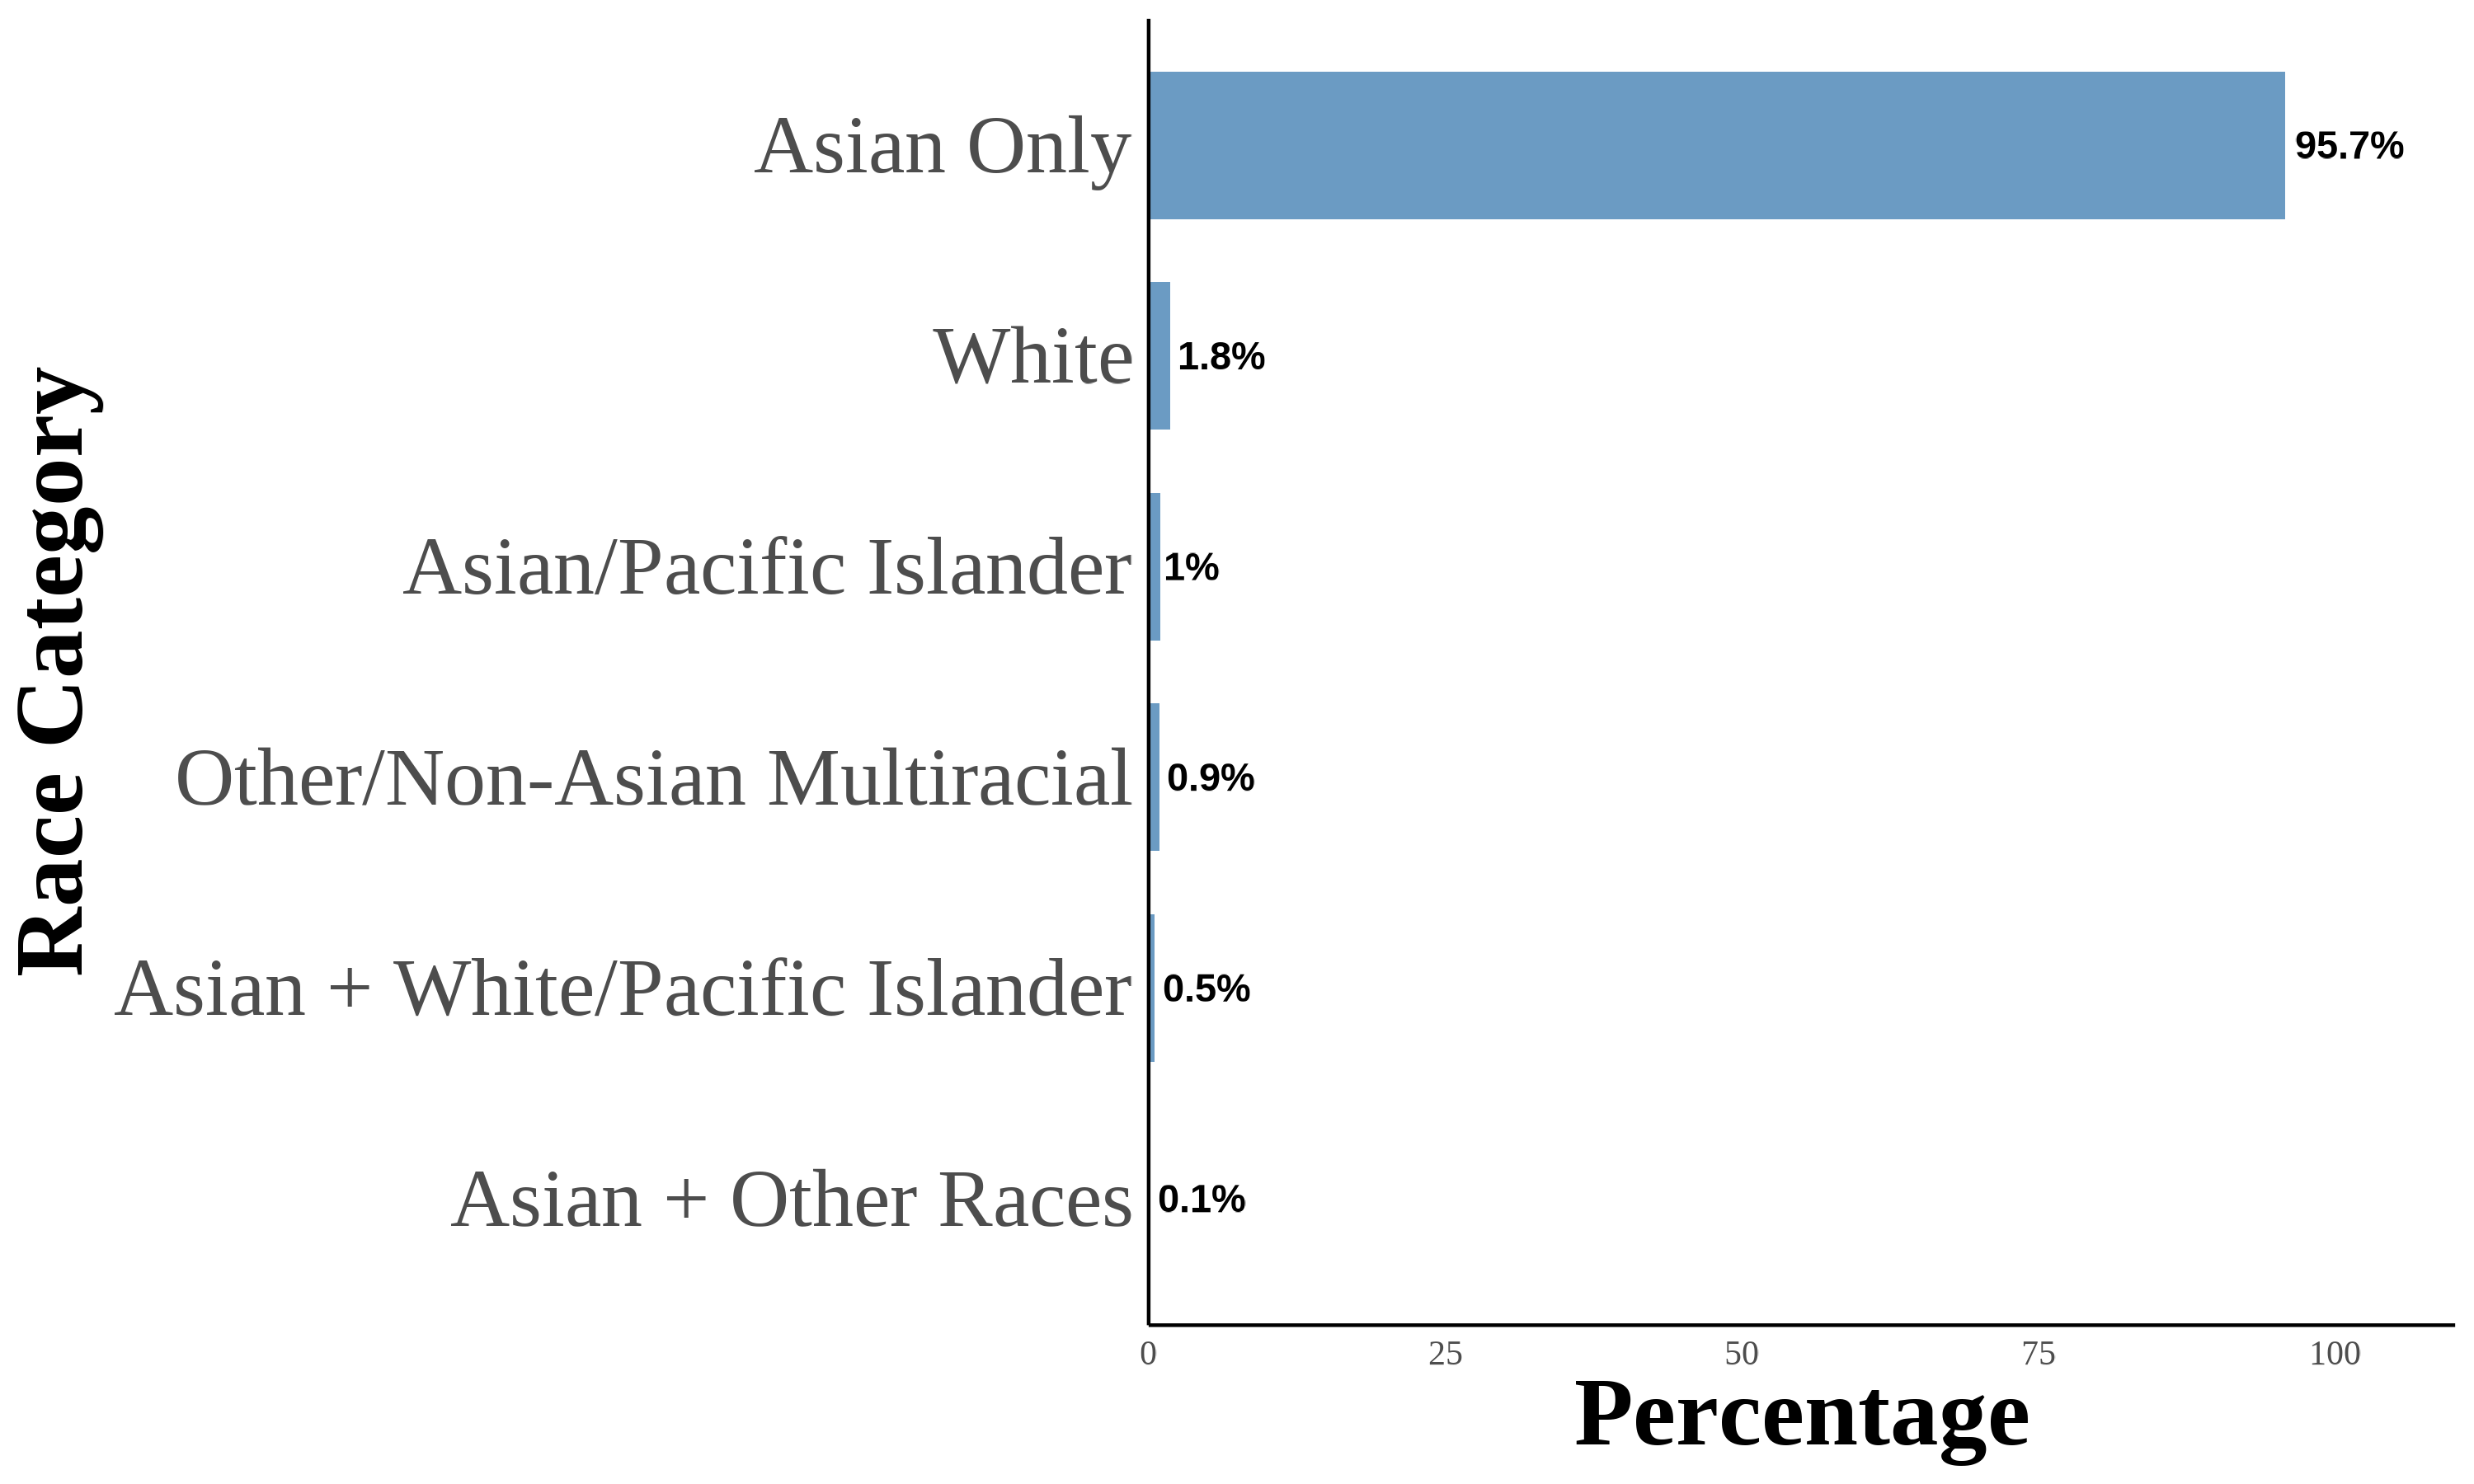 Race Category
Asian Only 95.7%
White 1.8%
Asian/Pacific Islander 1%
Other/Non-Asian Multiracial 0.9%
Asian + White/Pacific Islander 0.5%
Asian + Other Races 0.1%
0 25 50 75 100
Percentage